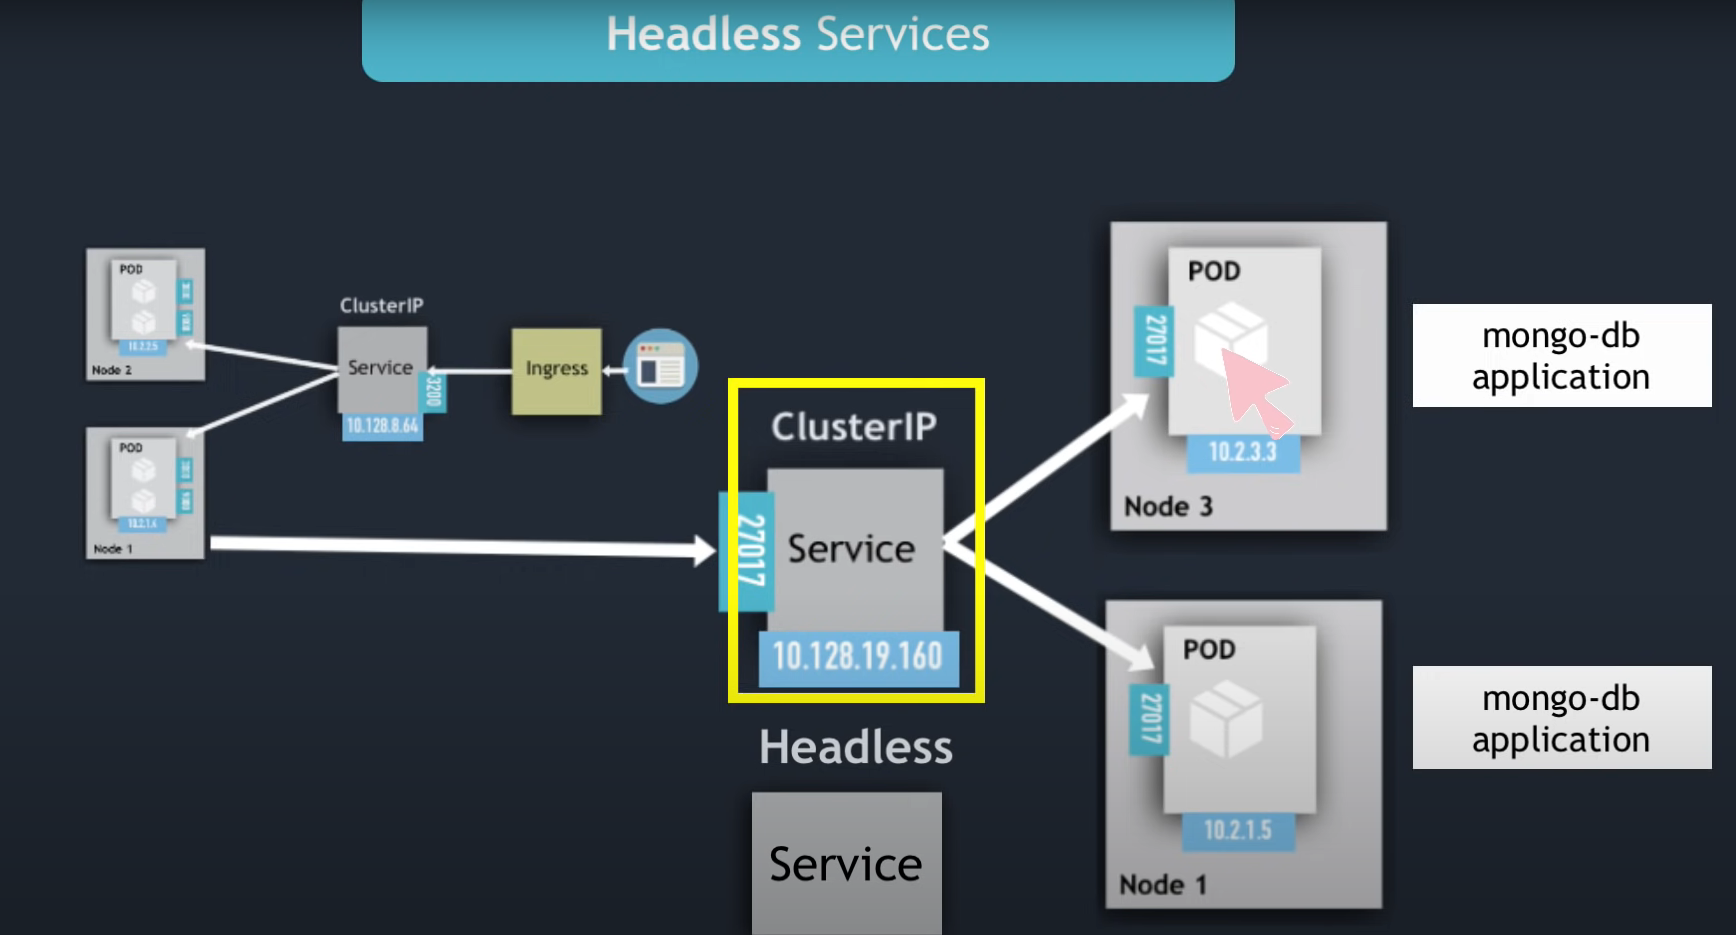 Headless Services
POD
10.2.2.5
Node 2
ClusterIP
Service
3200
10.128.8.64
Ingress
POD
10.2.1.4
Node 1
ClusterIP
27017
Service
10.128.19.160
Headless
Service
POD
27017
10.2.3.3
Node 3
mongo-db
application
POD
27017
10.2.1.5
Node 1
mongo-db
application